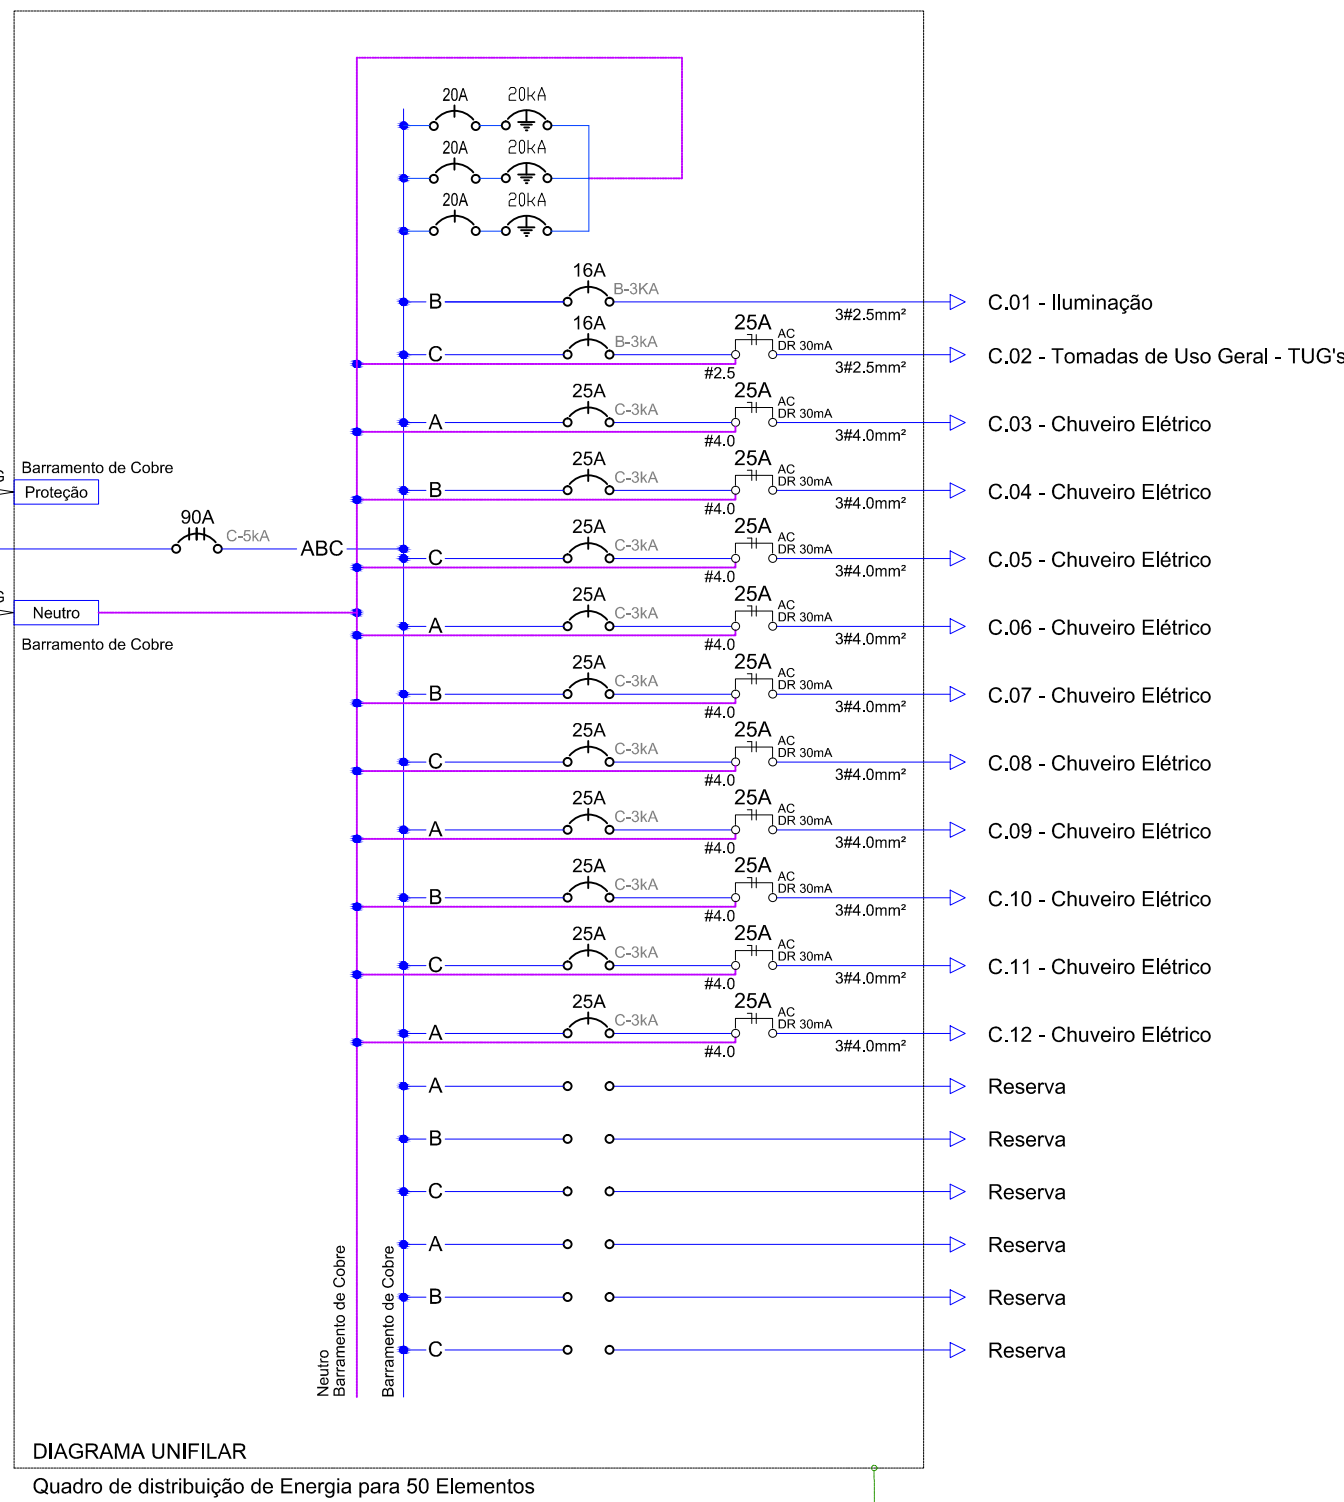 20A 20kA
20A 20kA
20A 20kA
B 16A B-3KA 3#2.5mm² C.01 - Iluminação
C 16A B-3kA #2.5 25A AC DR 30mA 3#2.5mm² C.02 - Tomadas de Uso Geral - TUG's
A 25A C-3kA #4.0 25A AC DR 30mA 3#4.0mm² C.03 - Chuveiro Elétrico
Barramento de Cobre
Proteção
B 25A C-3kA #4.0 25A AC DR 30mA 3#4.0mm² C.04 - Chuveiro Elétrico
90A C-5kA ABC
C 25A C-3kA #4.0 25A AC DR 30mA 3#4.0mm² C.05 - Chuveiro Elétrico
Neutro
Barramento de Cobre
A 25A C-3kA #4.0 25A AC DR 30mA 3#4.0mm² C.06 - Chuveiro Elétrico
B 25A C-3kA #4.0 25A AC DR 30mA 3#4.0mm² C.07 - Chuveiro Elétrico
C 25A C-3kA #4.0 25A AC DR 30mA 3#4.0mm² C.08 - Chuveiro Elétrico
A 25A C-3kA #4.0 25A AC DR 30mA 3#4.0mm² C.09 - Chuveiro Elétrico
B 25A C-3kA #4.0 25A AC DR 30mA 3#4.0mm² C.10 - Chuveiro Elétrico
C 25A C-3kA #4.0 25A AC DR 30mA 3#4.0mm² C.11 - Chuveiro Elétrico
A 25A C-3kA #4.0 25A AC DR 30mA 3#4.0mm² C.12 - Chuveiro Elétrico
A Reserva
B Reserva
C Reserva
A Reserva
B Reserva
C Reserva
Neutro
Barramento de Cobre
Barramento de Cobre
DIAGRAMA UNIFILAR
Quadro de distribuição de Energia para 50 Elementos